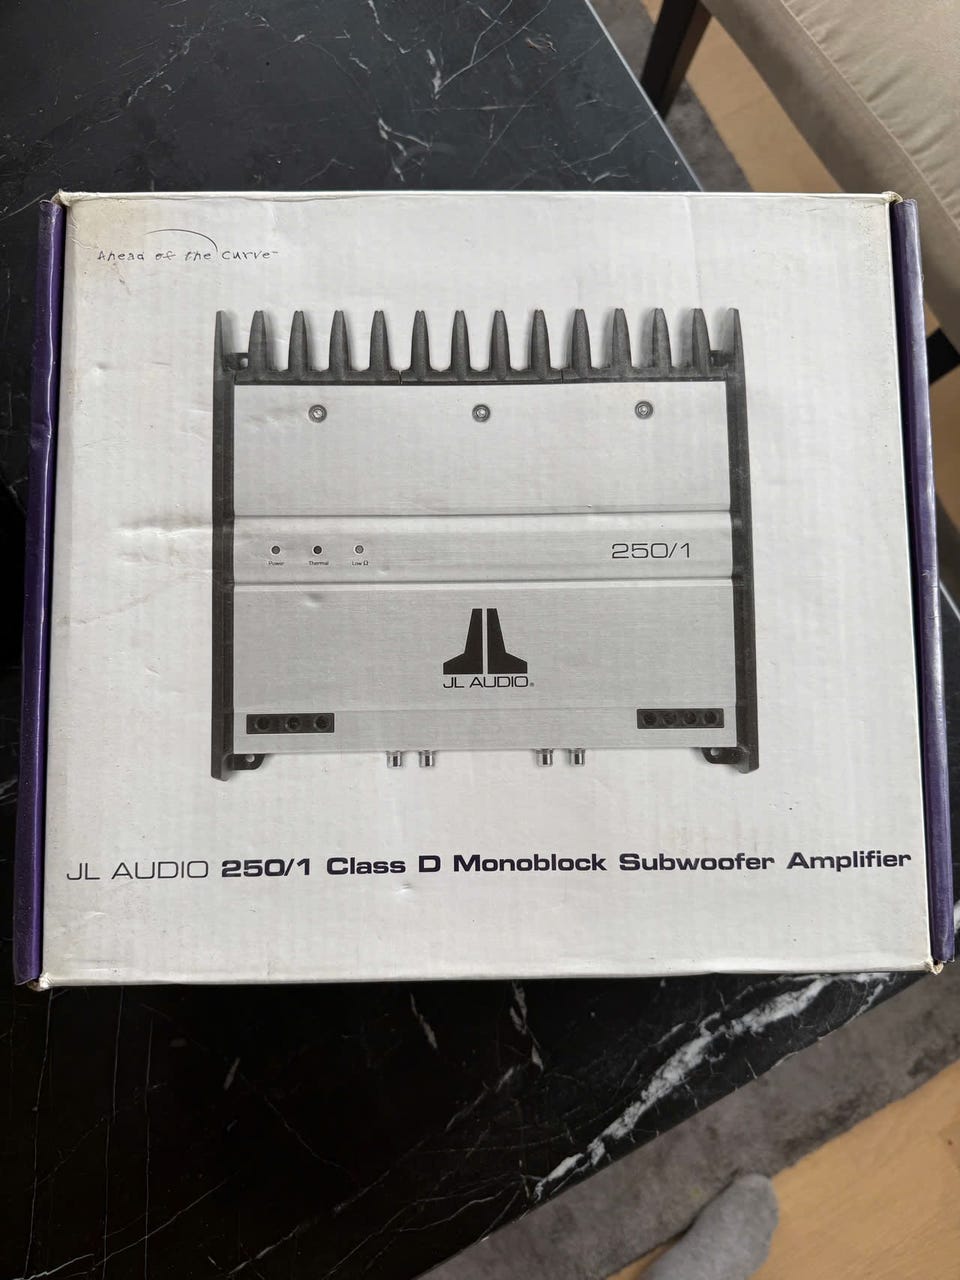 Ahead of the Curve™
Power Thermal Low Ω
250/1
JL AUDIO®
JL AUDIO 250/1 Class D Monoblock Subwoofer Amplifier